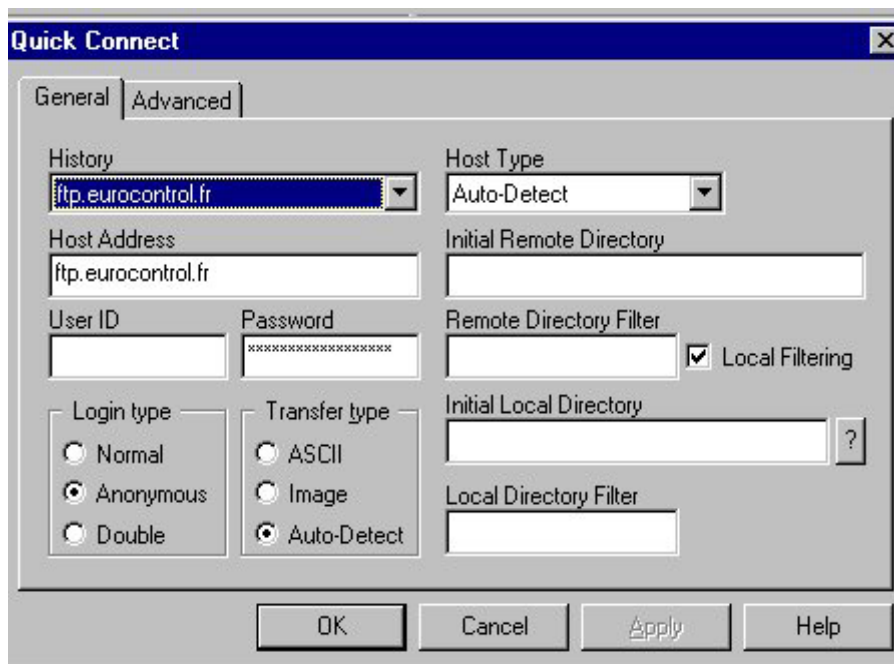 Quick Connect
General Advanced
History Host Type
ftp.eurocontrol.fr Auto-Detect
Host Address Initial Remote Directory
ftp.eurocontrol.fr
User ID Password Remote Directory Filter
xxxxxxxxxxxxxxxxxx Local Filtering
Login type Transfer type Initial Local Directory
Normal ASCII ?
Anonymous Image Local Directory Filter
Double Auto-Detect
OK Cancel Apply Help